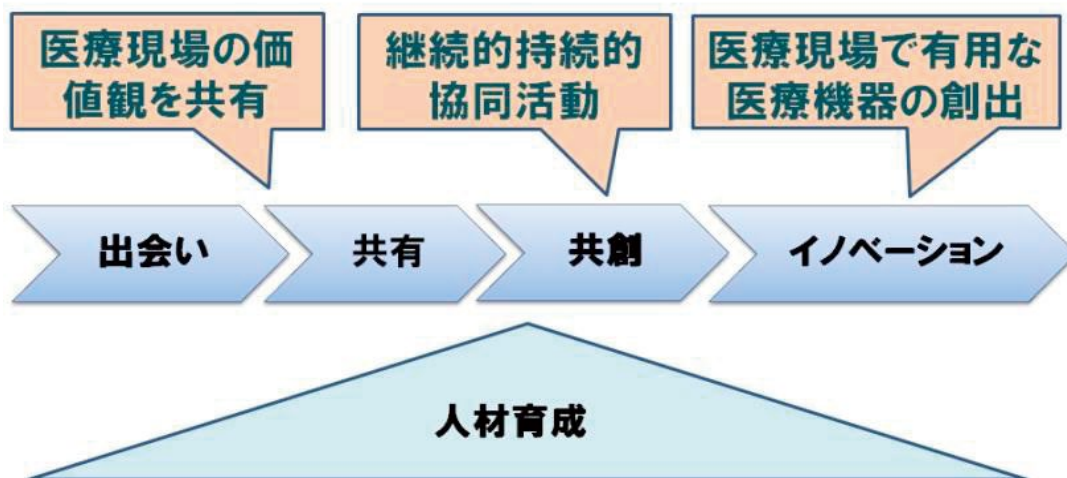 医療現場の価
値観を共有
継続的持続的
協同活動
医療現場で有用な
医療機器の創出
出会い
共有
共創
イノベーション
人材育成